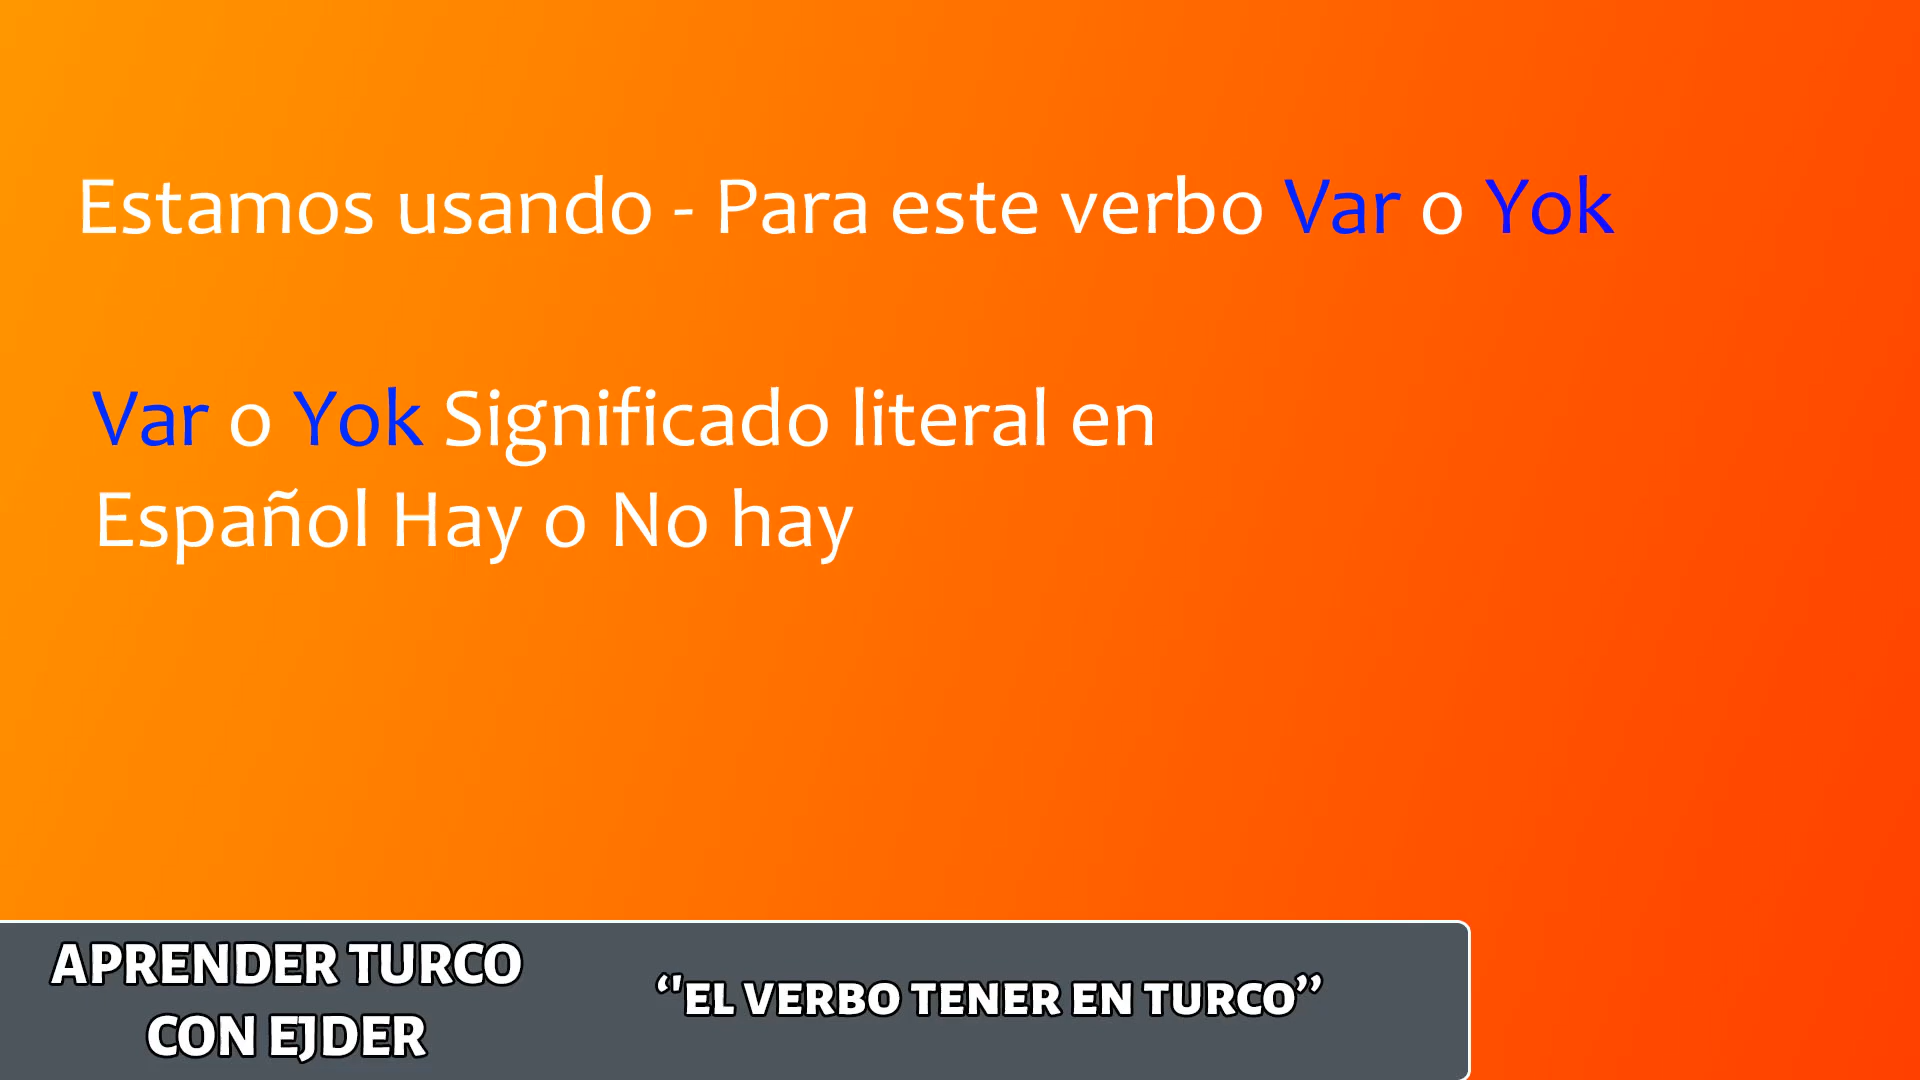 Estamos usando - Para este verbo Var o Yok
Var o Yok Significado literal en
Español Hay o No hay
APRENDER TURCO
CON EJDER
‘'EL VERBO TENER EN TURCO’’